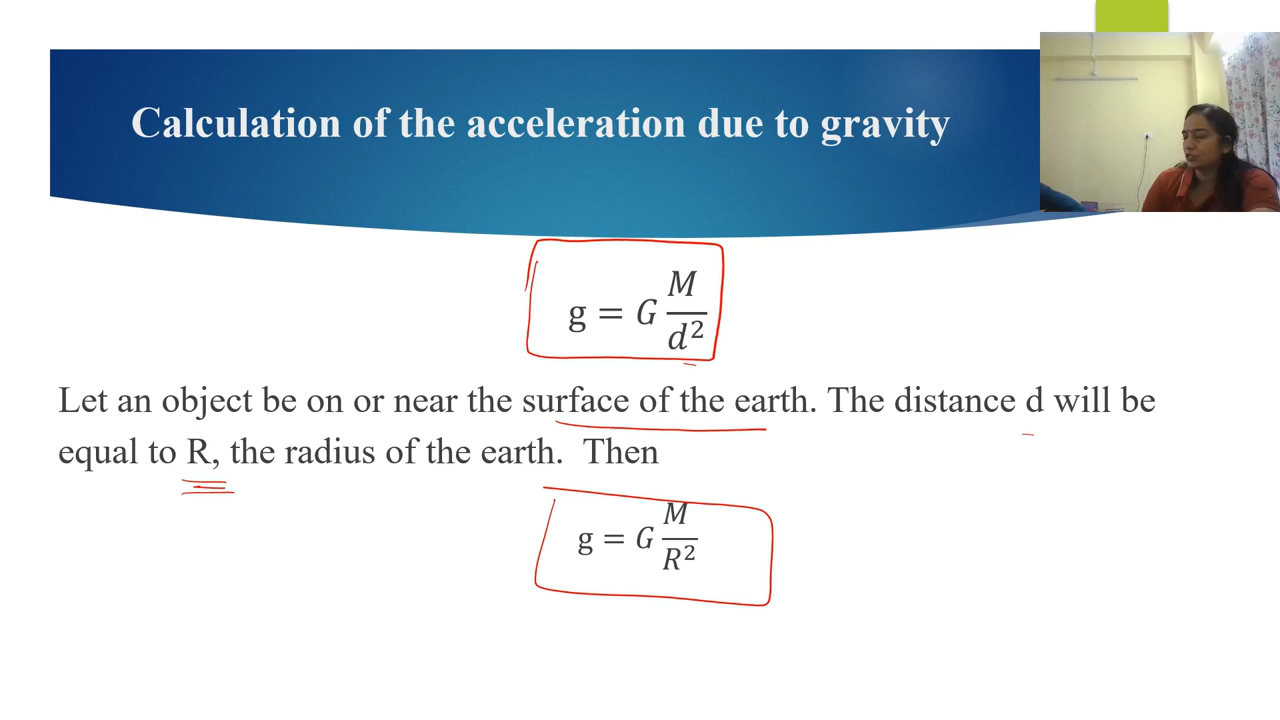 Calculation of the acceleration due to gravity
g = G M/d²
Let an object be on or near the surface of the earth. The distance d will be
equal to R, the radius of the earth. Then
g = G M/R²